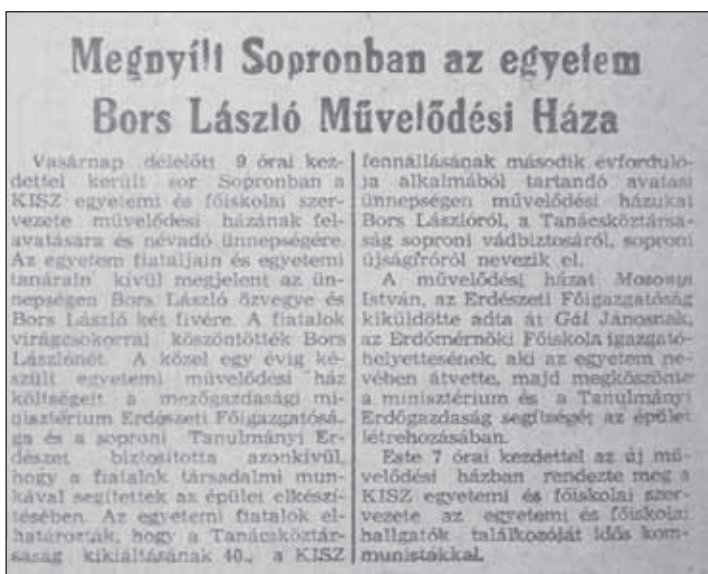 Megnyílt Sopronban az egyetem
Bors László Művelődési Háza
Vasárnap délelőtt 9 órai kez-
dettel került sor Sopronban a
KISZ egyetemi és főiskolai szer-
vezete művelődési házának fel-
avatására és névadó ünnepségére.
Az egyetem fiataljain és egyetemi
tanárain kívül megjelent az ün-
nepségen Bors László özvegye és
Bors László két fivére. A fiatalok
virágcsokorral köszöntötték Bors
Lászlónét. A közel egy évig ké-
szült egyetemi művelődési ház
költségeit a mezőgazdasági mi-
nisztérium Erdészeti Főigazgatósá-
ga és a soproni Tanulmányi Er-
dészet biztosította azonkívül,
hogy a fiatalok társadalmi mun-
kával segítettek az épület elkészí-
tésében. Az egyetemi fiatalok el-
határozták, hogy a Tanácsköztár-
saság kikiáltásának 40., a KISZ
fennállásának második évforduló-
ja alkalmából tartandó avatási
ünnepségen művelődési házukat
Bors Lászlóról, a Tanácsköztársa-
ság soproni vádbiztosáról, soproni
újságíróról nevezik el.
A művelődési házat Mosonyi
István, az Erdészeti Főigazgatóság
kiküldötte adta át Gál Jánosnak,
az Erdőmérnöki Főiskola igazgató-
helyettesének, aki az egyetem ne-
vében átvette, majd megköszönte
a minisztérium és a Tanulmányi
Erdőgazdaság segítségét az épület
létrehozásában.
Este 7 órai kezdettel az új mű-
velődési házban rendezte meg a
KISZ egyetemi és főiskolai szer-
vezete az egyetemi és főiskolai
hallgatók találkozóját idős kom-
munistákkal.